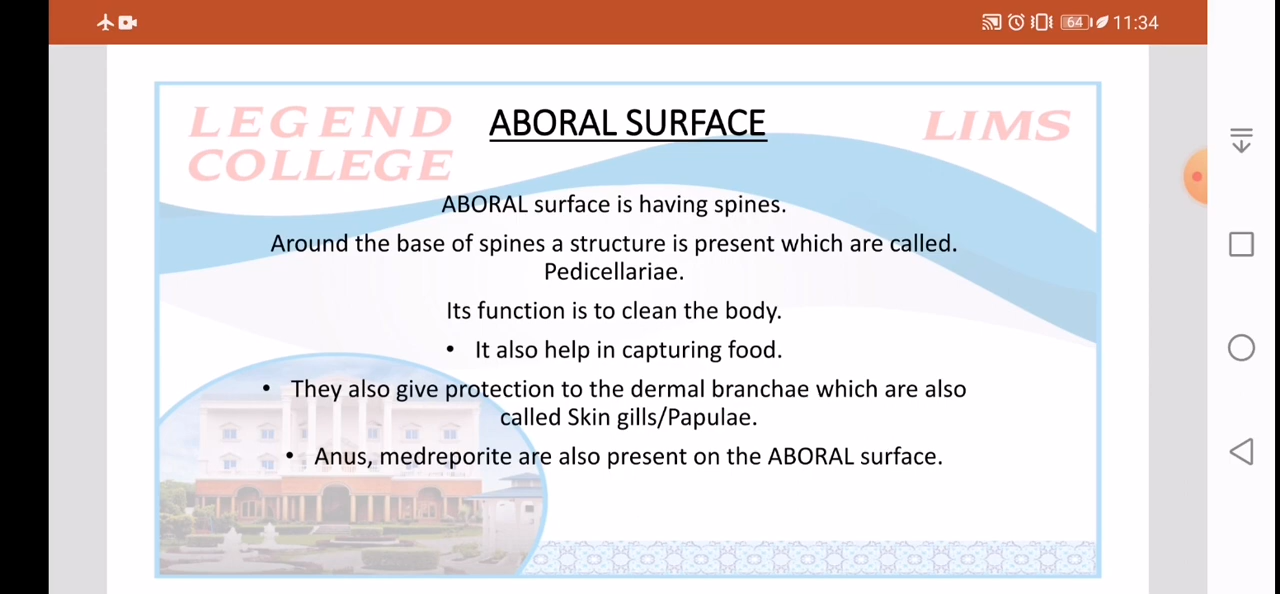 64 11:34
LEGEND
COLLEGE
ABORAL SURFACE
LIMS
ABORAL surface is having spines.
Around the base of spines a structure is present which are called.
Pedicellariae.
Its function is to clean the body.
• It also help in capturing food.
• They also give protection to the dermal branchae which are also
called Skin gills/Papulae.
• Anus, medreporite are also present on the ABORAL surface.